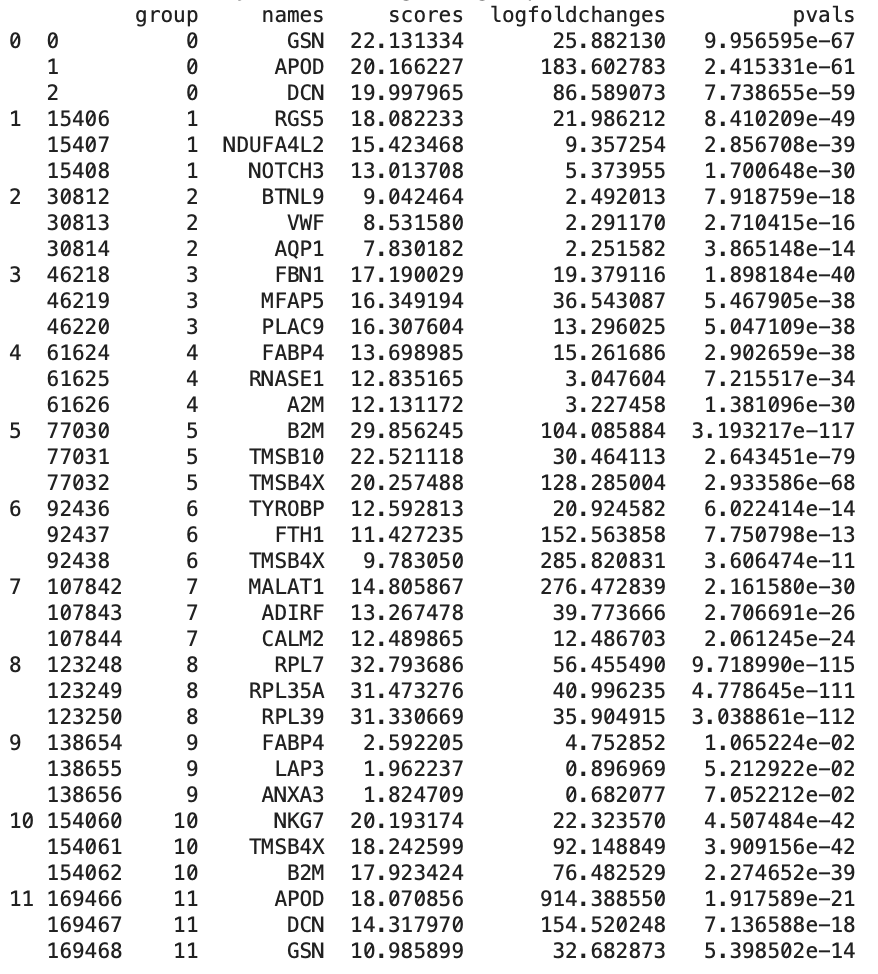 group names scores logfoldchanges pvals
0 0 0 GSN 22.131334 25.882130 9.956595e-67
1 0 APOD 20.166227 183.602783 2.415331e-61
2 0 DCN 19.997965 86.589073 7.738655e-59
1 15406 1 RGS5 18.082233 21.986212 8.410209e-49
15407 1 NDUFA4L2 15.423468 9.357254 2.856708e-39
15408 1 NOTCH3 13.013708 5.373955 1.700648e-30
2 30812 2 BTNL9 9.042464 2.492013 7.918759e-18
30813 2 VWF 8.531580 2.291170 2.710415e-16
30814 2 AQP1 7.830182 2.251582 3.865148e-14
3 46218 3 FBN1 17.190029 19.379116 1.898184e-40
46219 3 MFAP5 16.349194 36.543087 5.467905e-38
46220 3 PLAC9 16.307604 13.296025 5.047109e-38
4 61624 4 FABP4 13.698985 15.261686 2.902659e-38
61625 4 RNASE1 12.835165 3.047604 7.215517e-34
61626 4 A2M 12.131172 3.227458 1.381096e-30
5 77030 5 B2M 29.856245 104.085884 3.193217e-117
77031 5 TMSB10 22.521118 30.464113 2.643451e-79
77032 5 TMSB4X 20.257488 128.285004 2.933586e-68
6 92436 6 TYROBP 12.592813 20.924582 6.022414e-14
92437 6 FTH1 11.427235 152.563858 7.750798e-13
92438 6 TMSB4X 9.783050 285.820831 3.606474e-11
7 107842 7 MALAT1 14.805867 276.472839 2.161580e-30
107843 7 ADIRF 13.267478 39.773666 2.706691e-26
107844 7 CALM2 12.489865 12.486703 2.061245e-24
8 123248 8 RPL7 32.793686 56.455490 9.718990e-115
123249 8 RPL35A 31.473276 40.996235 4.778645e-111
123250 8 RPL39 31.330669 35.904915 3.038861e-112
9 138654 9 FABP4 2.592205 4.752852 1.065224e-02
138655 9 LAP3 1.962237 0.896969 5.212922e-02
138656 9 ANXA3 1.824709 0.682077 7.052212e-02
10 154060 10 NKG7 20.193174 22.323570 4.507484e-42
154061 10 TMSB4X 18.242599 92.148849 3.909156e-42
154062 10 B2M 17.923424 76.482529 2.274652e-39
11 169466 11 APOD 18.070856 914.388550 1.917589e-21
169467 11 DCN 14.317970 154.520248 7.136588e-18
169468 11 GSN 10.985899 32.682873 5.398502e-14